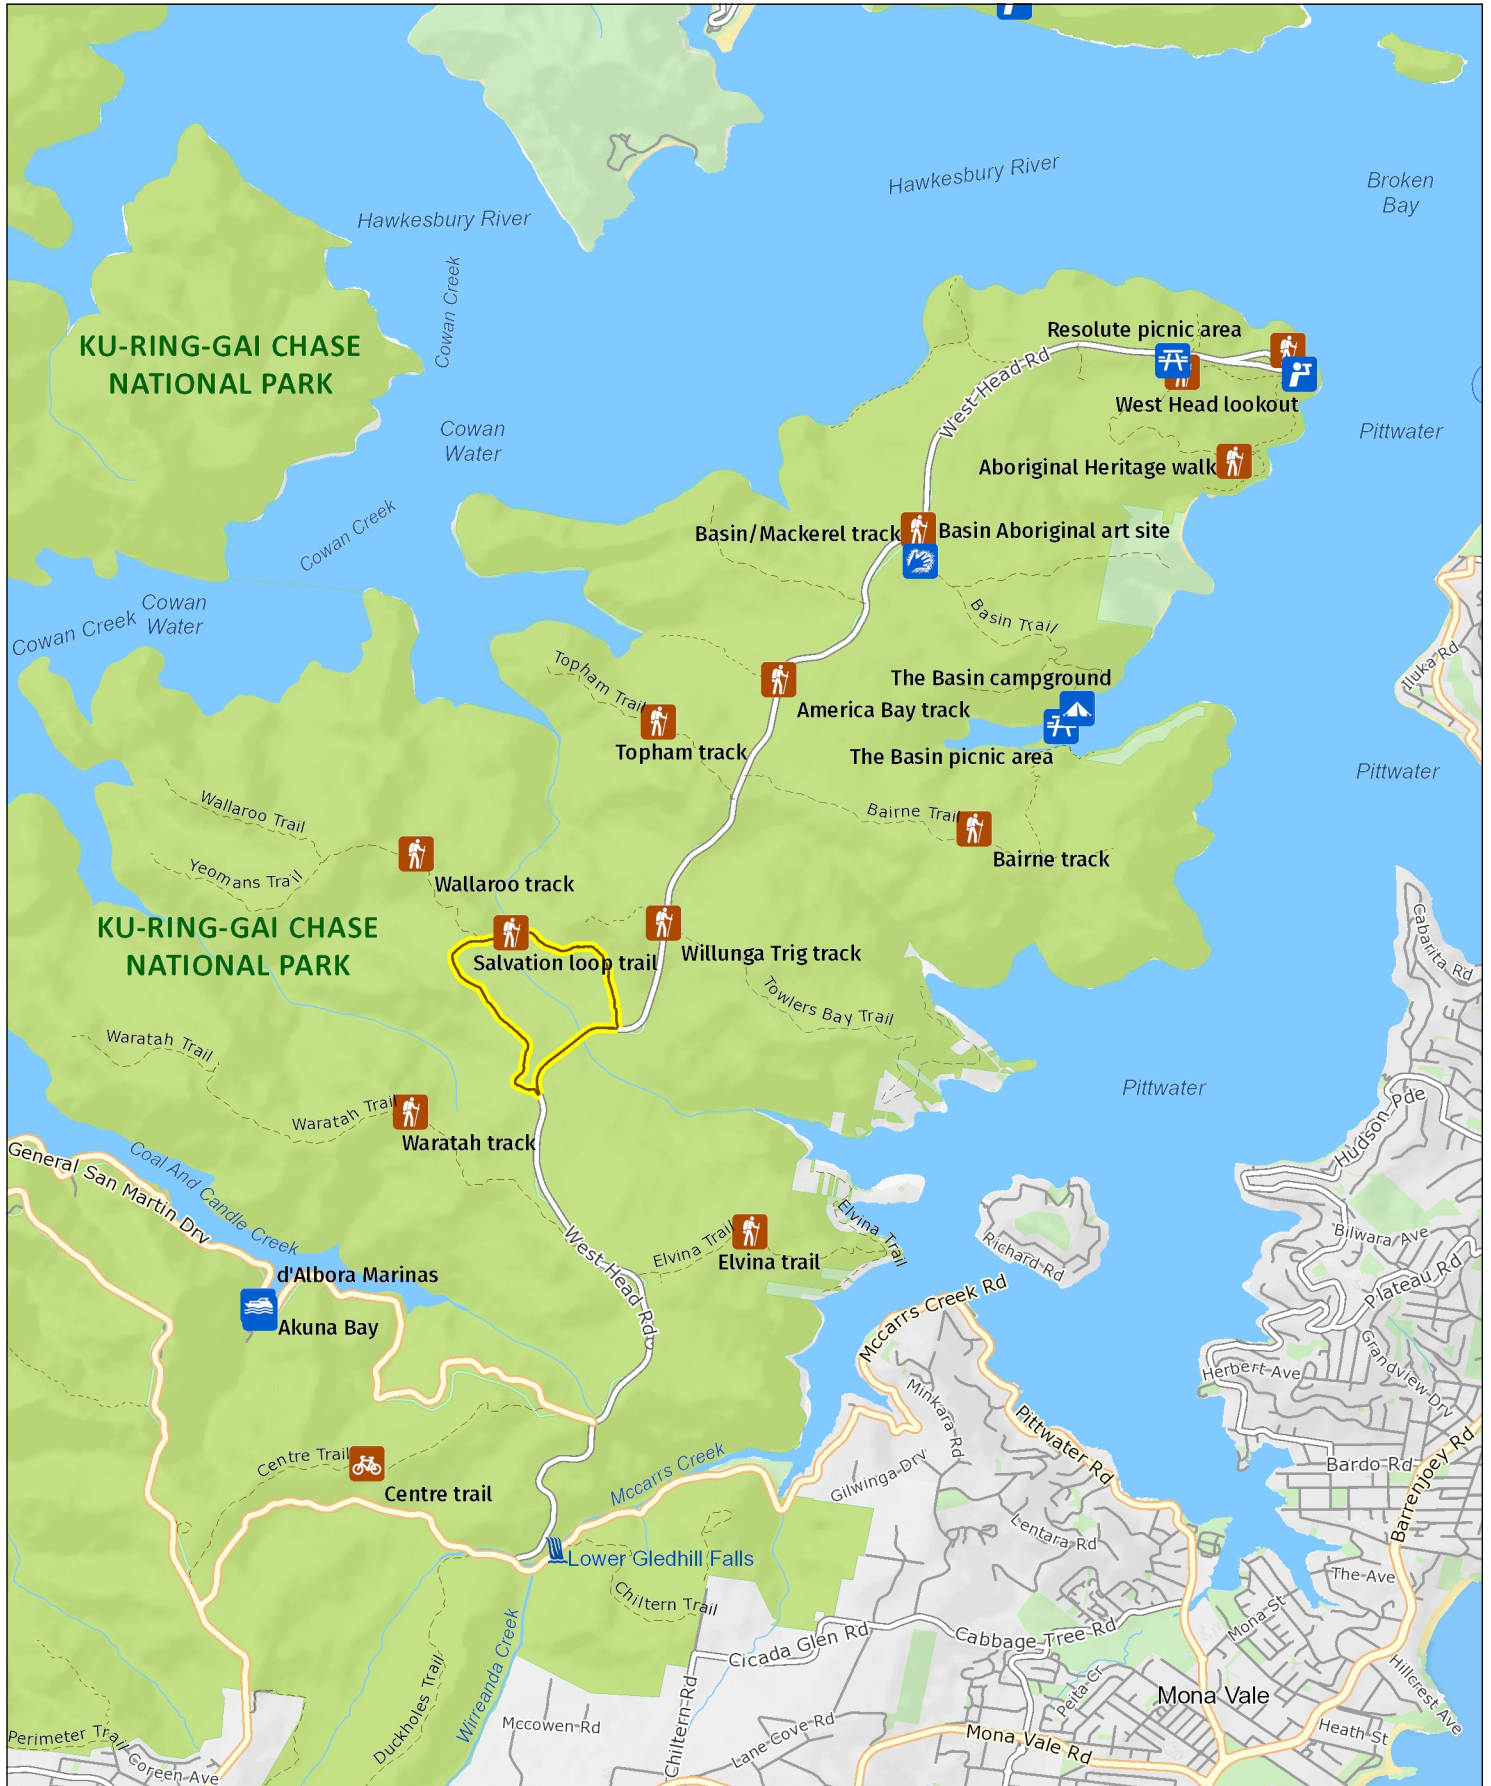 Hawkesbury River
Broken
Bay
Hawkesbury River
Cowan Creek
KU-RING-GAI CHASE
NATIONAL PARK
Resolute picnic area
West Head Rd
West Head lookout
Cowan
Water
Pittwater
Aboriginal Heritage walk
Cowan Creek
Basin/Mackerel track
Basin Aboriginal art site
Cowan
Water
Cowan Creek
Basin Trail
Iluka Rd
Topham Trail
The Basin campground
America Bay track
Topham track
The Basin picnic area
Pittwater
Wallaroo Trail
Bairne Trail
Bairne track
Yeomans Trail
Wallaroo track
KU-RING-GAI CHASE
NATIONAL PARK
Salvation loop trail
Willunga Trig track
Cabarita Rd
Towlers Bay Trail
Waratah Trail
Pittwater
Waratah Trail
Waratah track
Hudson Pde
General San Martin Drv
Coal And Candle Creek
Elvina Trail
Elvina trail
Elvina Trail
Richard Rd
Bilwara Ave
Plateau Rd
West Head Rd
d'Albora Marinas
Akuna Bay
Mccarrs Creek Rd
Herbert Ave
Grandview Drv
Minkara Rd
Pittwater Rd
Centre Trail
Centre trail
Mccarrs Creek
Gilwinga Drv
Bardo Rd
Barrenjoey Rd
Lentara Rd
Lower Gledhill Falls
The Ave
Chiltern Trail
Mona St
Cicada Glen Rd
Cabbage Tree Rd
Wirreanda Creek
Duckholes Trail
Peita Cr
Hillcrest Ave
Mona Vale
Perimeter Trail
Coreen Ave
Mccowen Rd
Chiltern Rd
Lane Cove Rd
Mona Vale Rd
Heath St